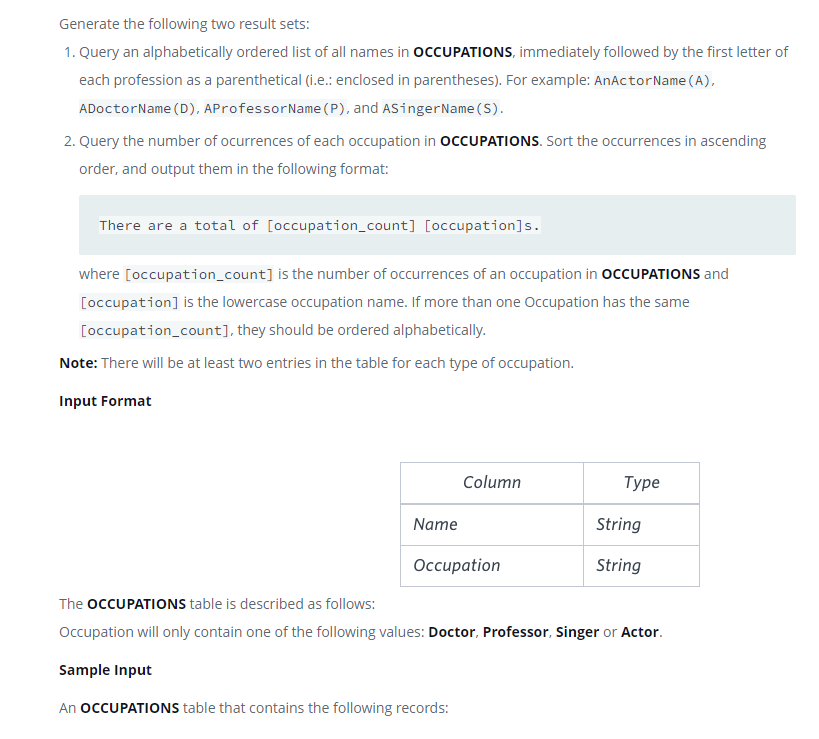 Generate the following two result sets:
1. Query an alphabetically ordered list of all names in OCCUPATIONS, immediately followed by the first letter of
each profession as a parenthetical (i.e.: enclosed in parentheses). For example: AnActorName(A),
ADoctorName(D), AProfessorName(P), and ASingerName(S).
2. Query the number of ocurrences of each occupation in OCCUPATIONS. Sort the occurrences in ascending
order, and output them in the following format:
There are a total of [occupation_count] [occupation]s.
where [occupation_count] is the number of occurrences of an occupation in OCCUPATIONS and
[occupation] is the lowercase occupation name. If more than one Occupation has the same
[occupation_count], they should be ordered alphabetically.
Note: There will be at least two entries in the table for each type of occupation.
Input Format
Column Type
Name String
Occupation String
The OCCUPATIONS table is described as follows:
Occupation will only contain one of the following values: Doctor, Professor, Singer or Actor.
Sample Input
An OCCUPATIONS table that contains the following records: